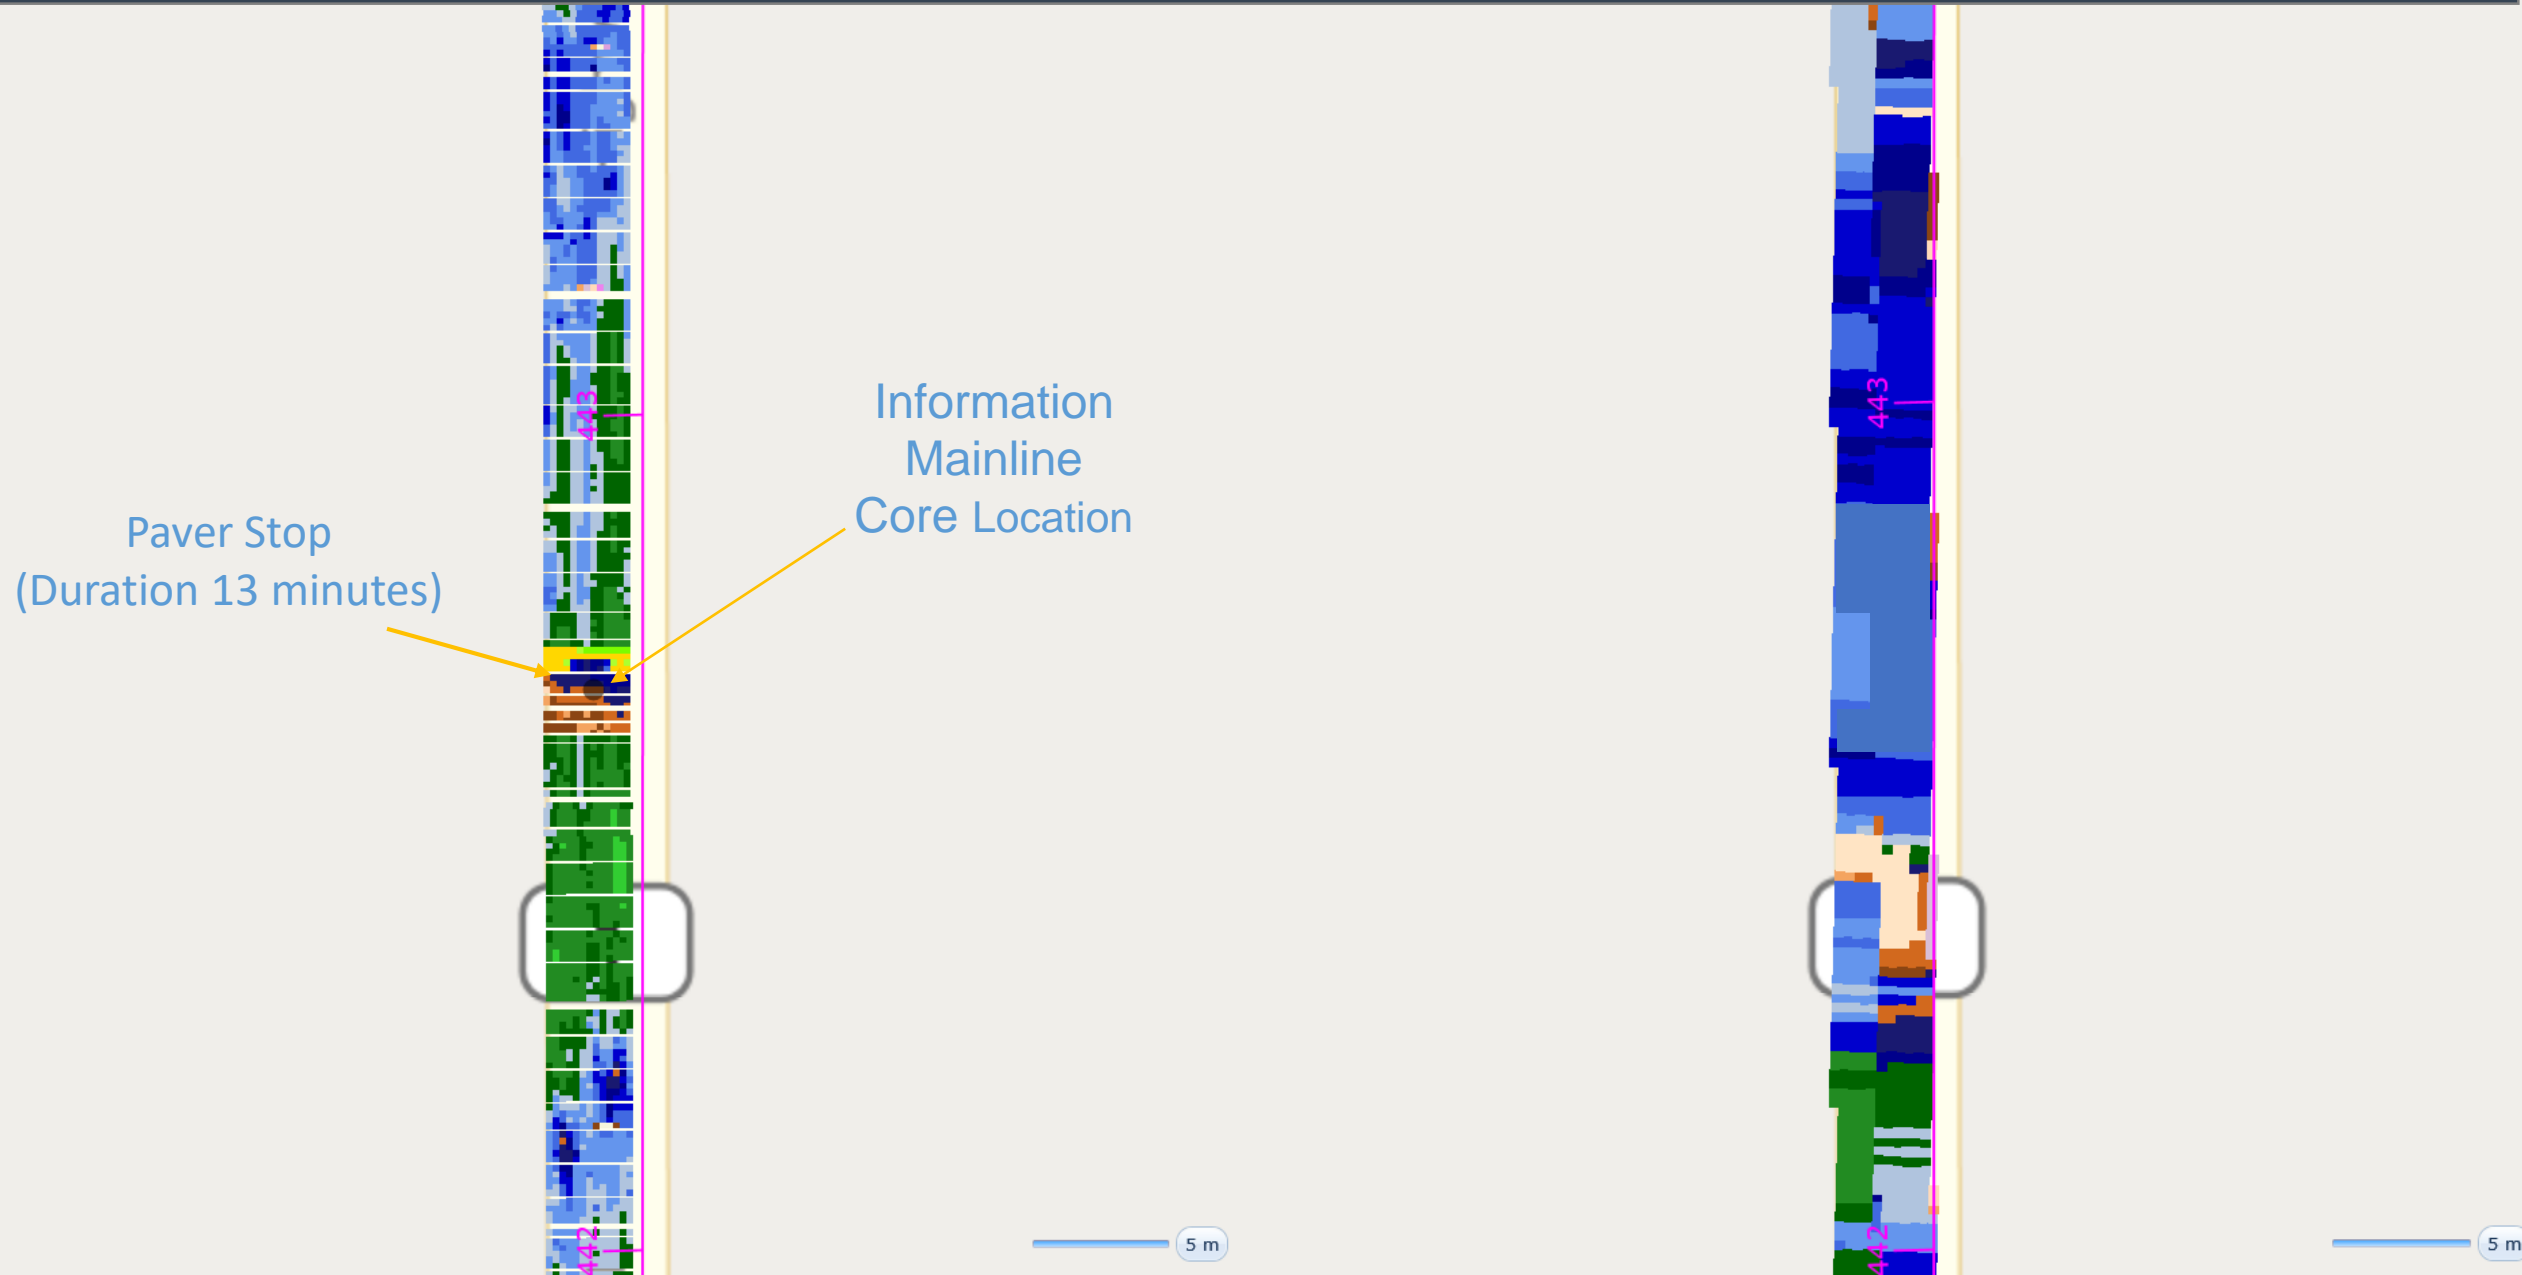 443
Information
Mainline
Core Location
Paver Stop
(Duration 13 minutes)
442
5 m
443
442
5 m